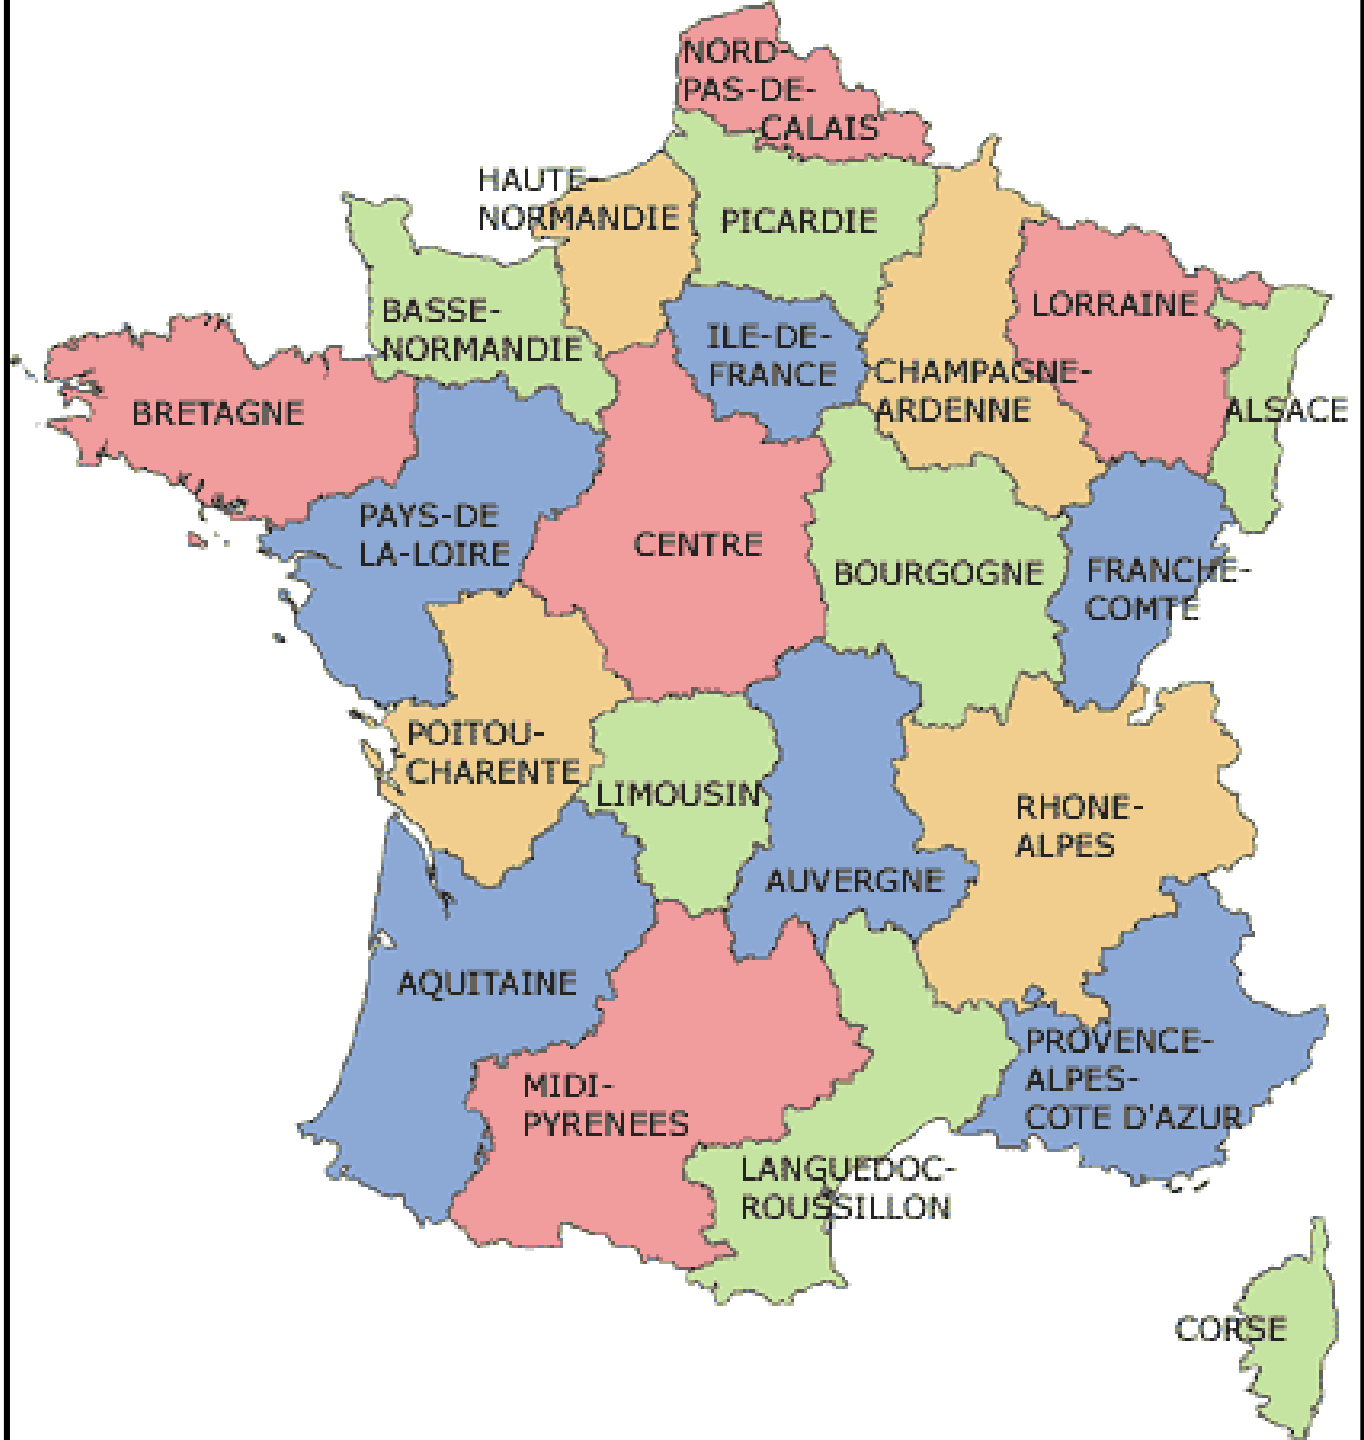 NORD-
PAS-DE-
CALAIS
HAUTE-
NORMANDIE
PICARDIE
BASSE-
NORMANDIE
ILE-DE-
FRANCE
LORRAINE
CHAMPAGNE-
ARDENNE
ALSACE
BRETAGNE
PAYS-DE
LA-LOIRE
CENTRE
BOURGOGNE
FRANCHE-
COMTE
POITOU-
CHARENTE
LIMOUSIN
RHONE-
ALPES
AUVERGNE
AQUITAINE
MIDI-
PYRENEES
PROVENCE-
ALPES-
COTE D'AZUR
LANGUEDOC-
ROUSSILLON
CORSE